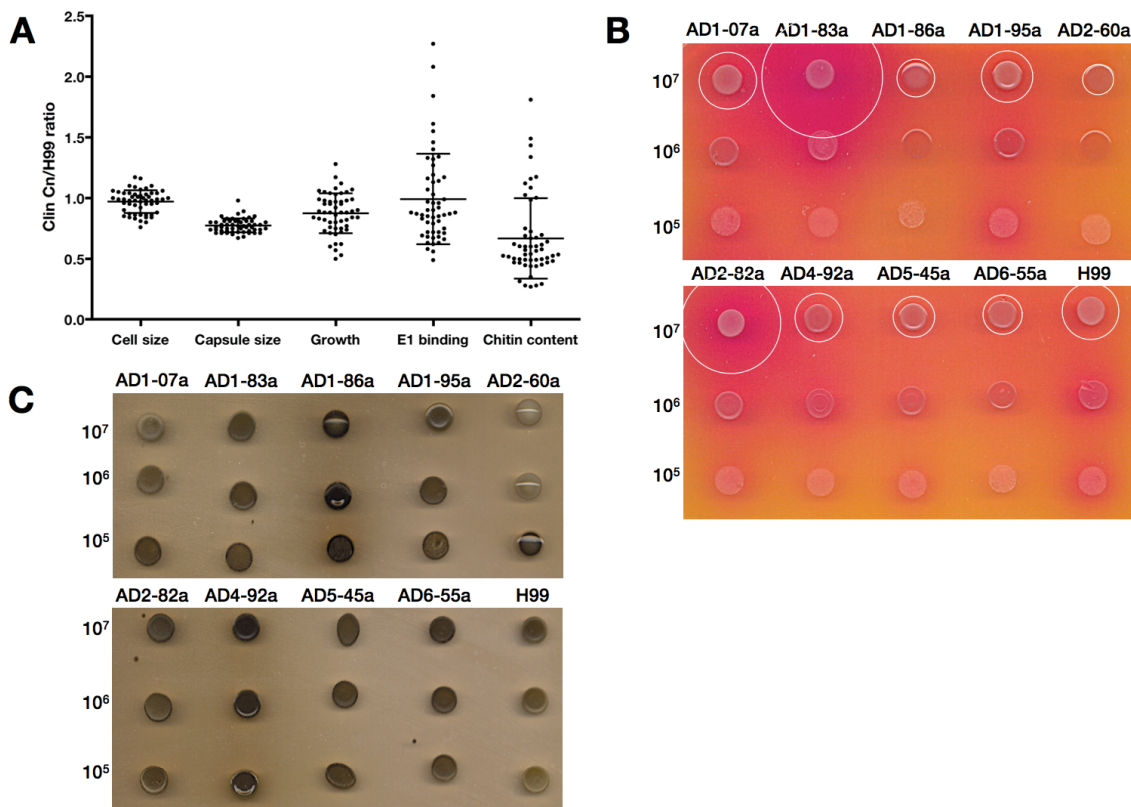 A
Clin Cn/H99 ratio
2.5
2.0
1.5
1.0
0.5
0.0
Cell size Capsule size Growth E1 binding Chitin content
B
AD1-07a AD1-83a AD1-86a AD1-95a AD2-60a
10⁷
10⁶
10⁵
AD2-82a AD4-92a AD5-45a AD6-55a H99
10⁷
10⁶
10⁵
C
AD1-07a AD1-83a AD1-86a AD1-95a AD2-60a
10⁷
10⁶
10⁵
AD2-82a AD4-92a AD5-45a AD6-55a H99
10⁷
10⁶
10⁵